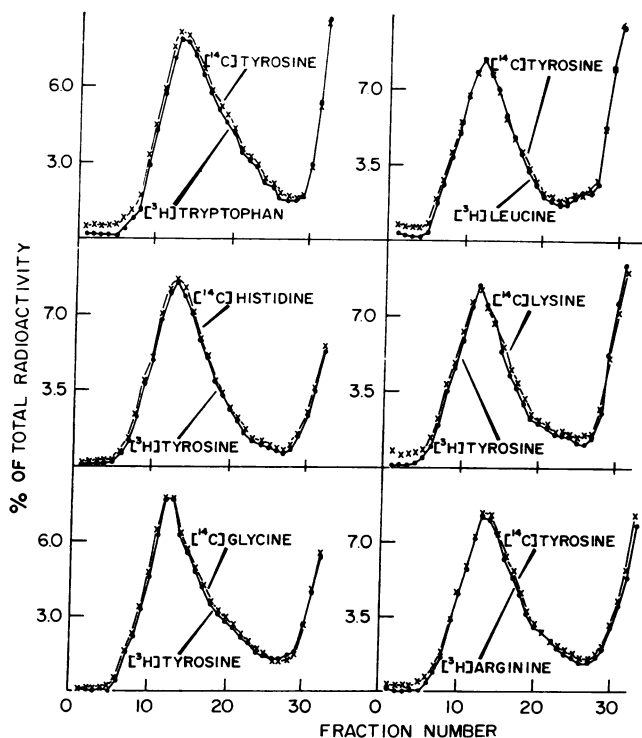 [14C]TYROSINE
6.0
3.0
[3H]TRYPTOPHAN
[14C]TYROSINE
7.0
3.5
[3H]LEUCINE
[14C]HISTIDINE
7.0
3.5
[3H]TYROSINE
[14C]LYSINE
7.0
3.5
[3H]TYROSINE
[14C]GLYCINE
6.0
3.0
[3H]TYROSINE
0 10 20 30
[14C]TYROSINE
7.0
3.5
[3H]ARGININE
0 10 20 30
% OF TOTAL RADIOACTIVITY
FRACTION NUMBER